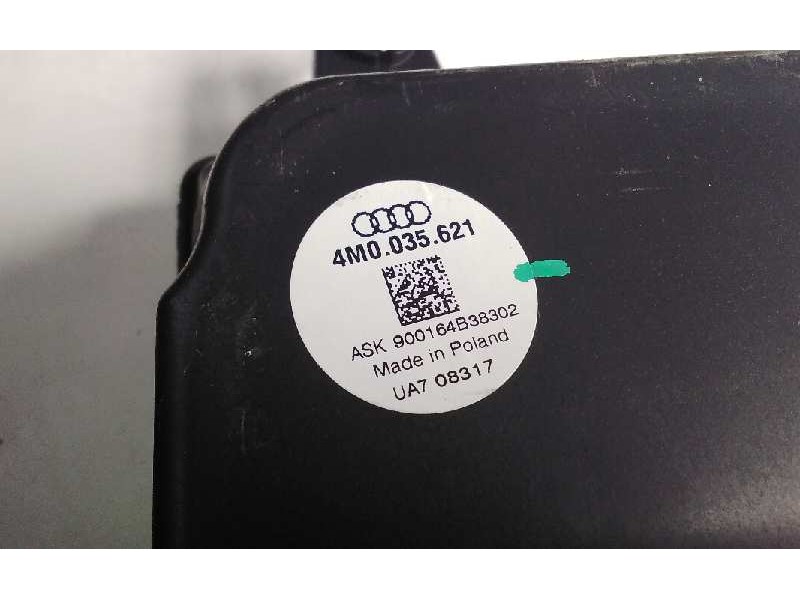 4M0.035.621
ASK 900164B38302
Made in Poland
UA7 08317